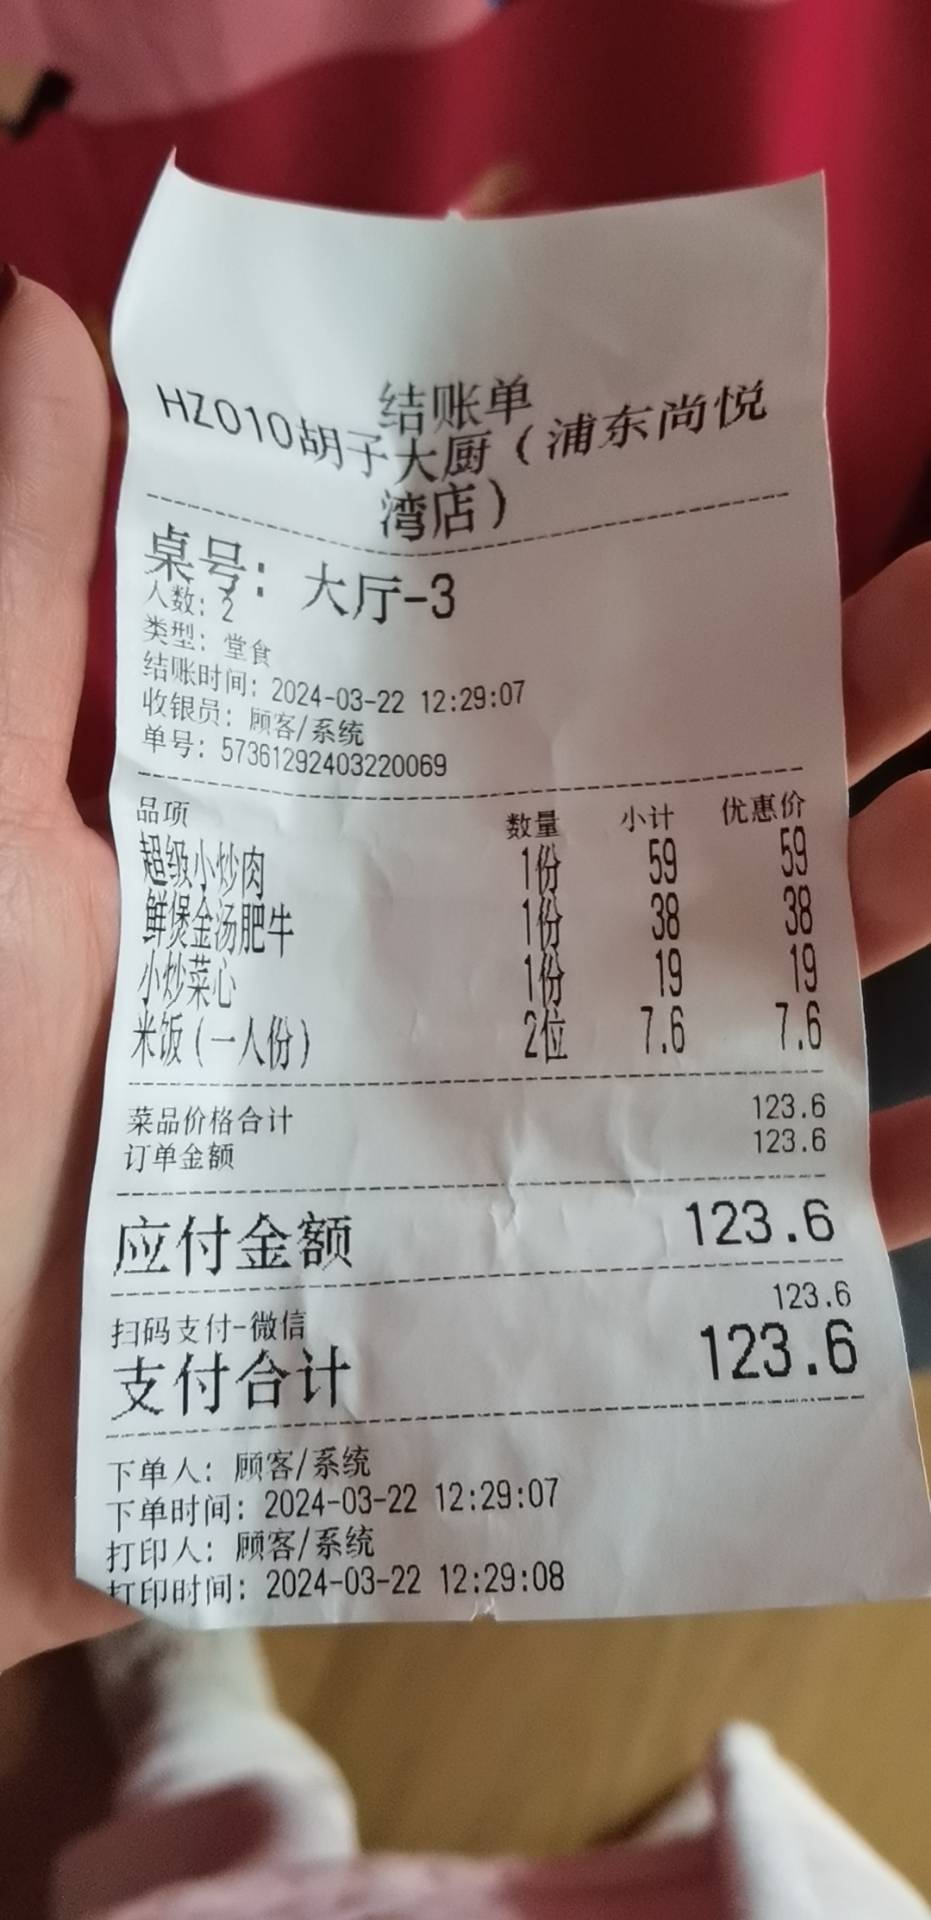 结账单
HZ010胡子大厨（浦东尚悦
湾店）
桌号：大厅-3
人数：2
类型：堂食
结账时间：2024-03-22 12:29:07
收银员：顾客/系统
单号：57361292403220069
品项 数量 小计 优惠价
超级小炒肉 1份 59 59
鲜煲金汤肥牛 1份 38 38
小炒菜心 1份 19 19
米饭（一人份） 2位 7.6 7.6
菜品价格合计 123.6
订单金额 123.6
应付金额 123.6
扫码支付-微信 123.6
支付合计 123.6
下单人：顾客/系统
下单时间：2024-03-22 12:29:07
打印人：顾客/系统
打印时间：2024-03-22 12:29:08